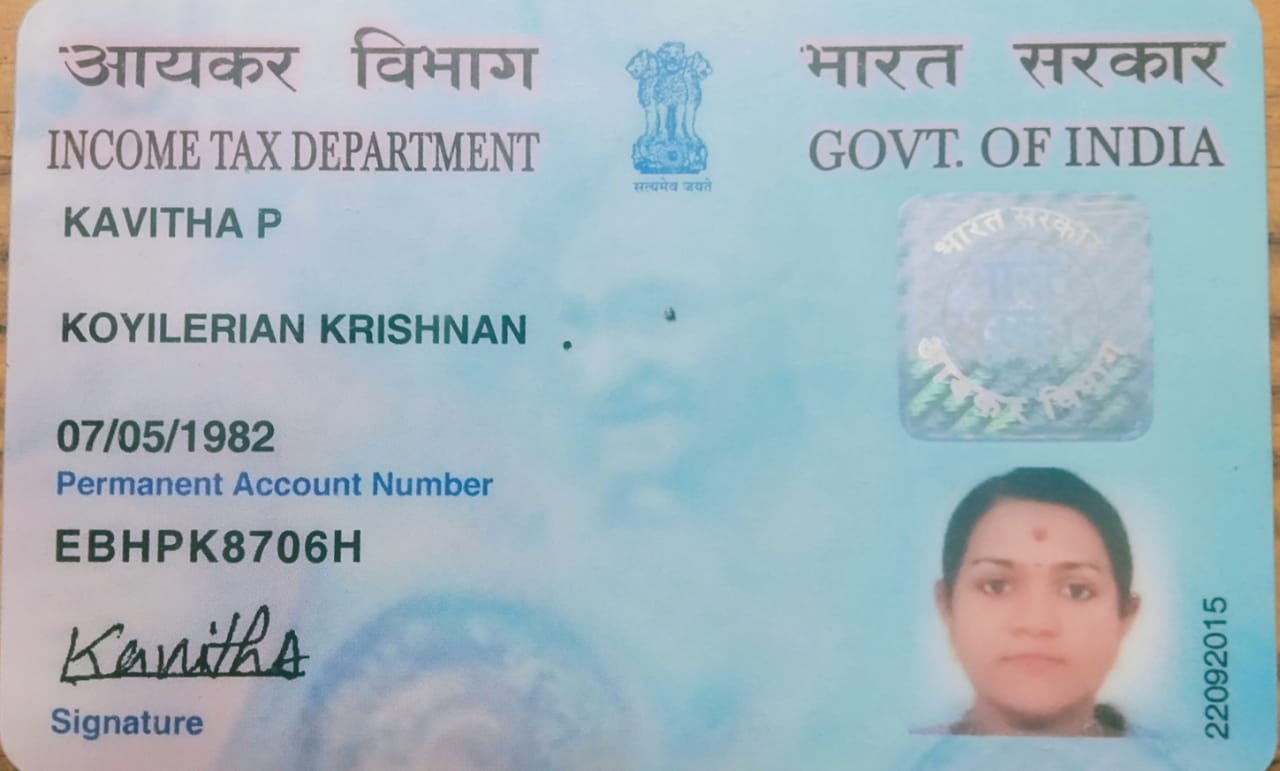 आयकर विभाग भारत सरकार
INCOME TAX DEPARTMENT GOVT. OF INDIA
सत्यमेव जयते
KAVITHA P
KOYILERIAN KRISHNAN
07/05/1982
Permanent Account Number
EBHPK8706H
Kavitha
Signature
भारत सरकार
आयकर विभाग
22092015